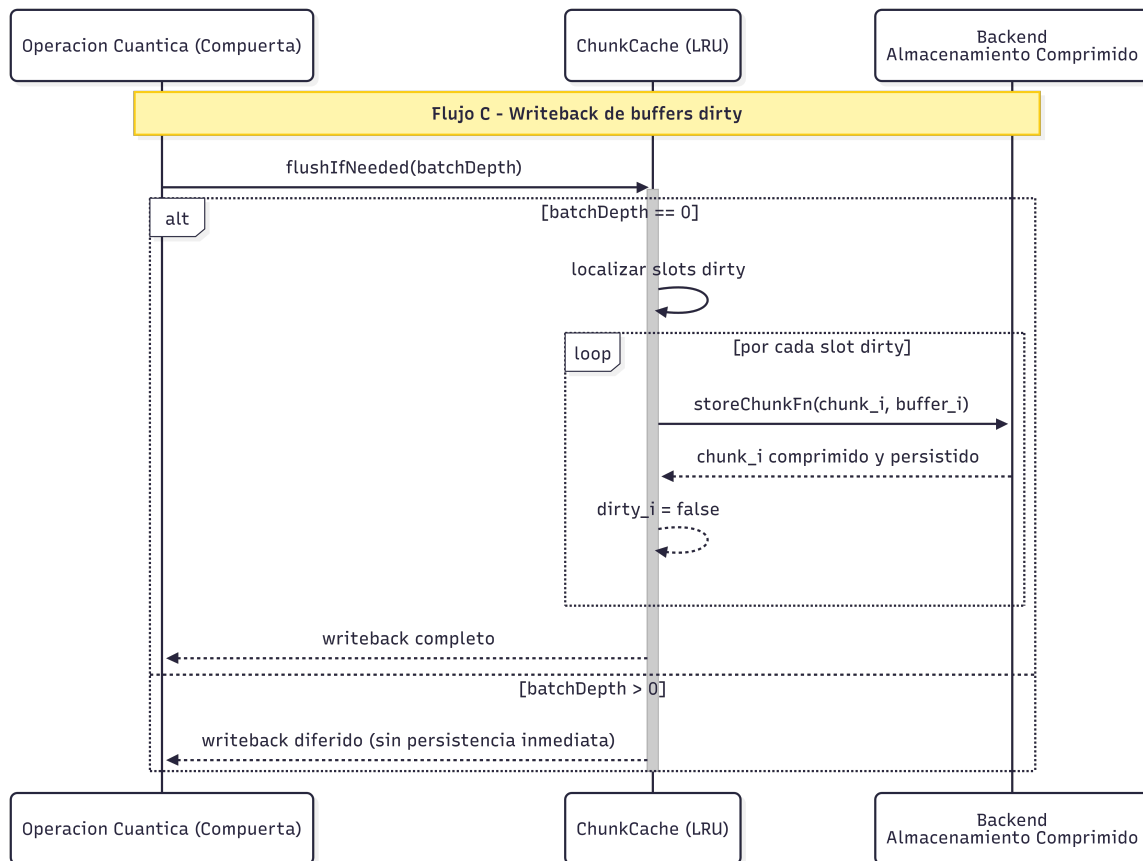 Operacion Cuantica (Compuerta)
ChunkCache (LRU)
Backend
Almacenamiento Comprimido
Flujo C - Writeback de buffers dirty
flushIfNeeded(batchDepth)
alt
[batchDepth == 0]
localizar slots dirty
loop
[por cada slot dirty]
storeChunkFn(chunk_i, buffer_i)
chunk_i comprimido y persistido
dirty_i = false
writeback completo
[batchDepth > 0]
writeback diferido (sin persistencia inmediata)
Operacion Cuantica (Compuerta)
ChunkCache (LRU)
Backend
Almacenamiento Comprimido